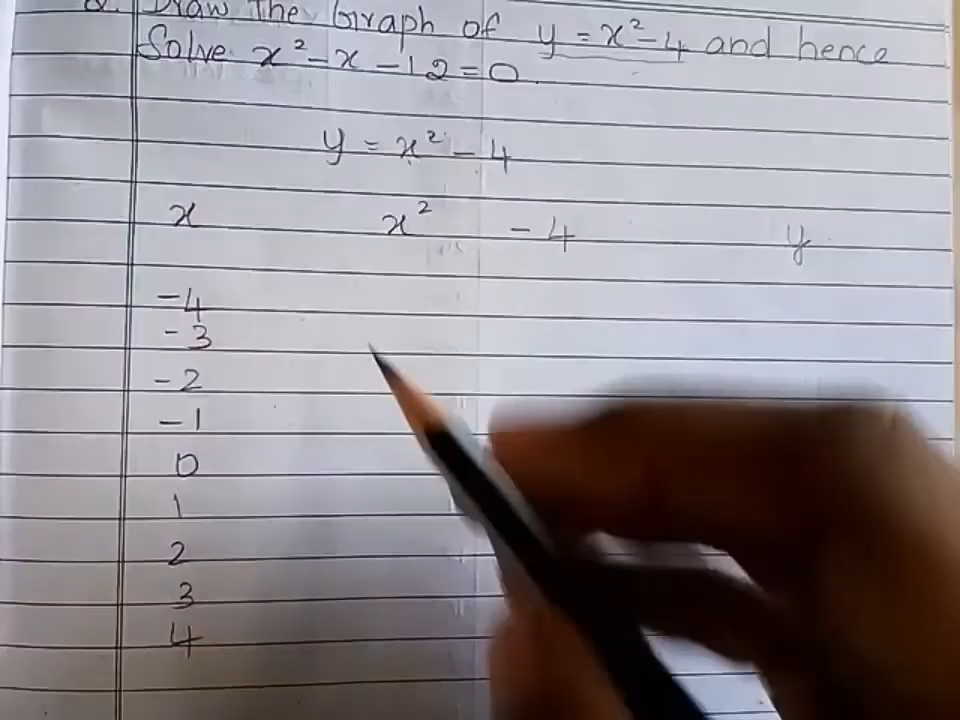 Q. Draw the Graph of y = x² - 4 and hence
Solve x² - x - 12 = 0.
y = x² - 4
x x² - 4 y
- 4
- 3
- 2
- 1
0
1
2
3
4